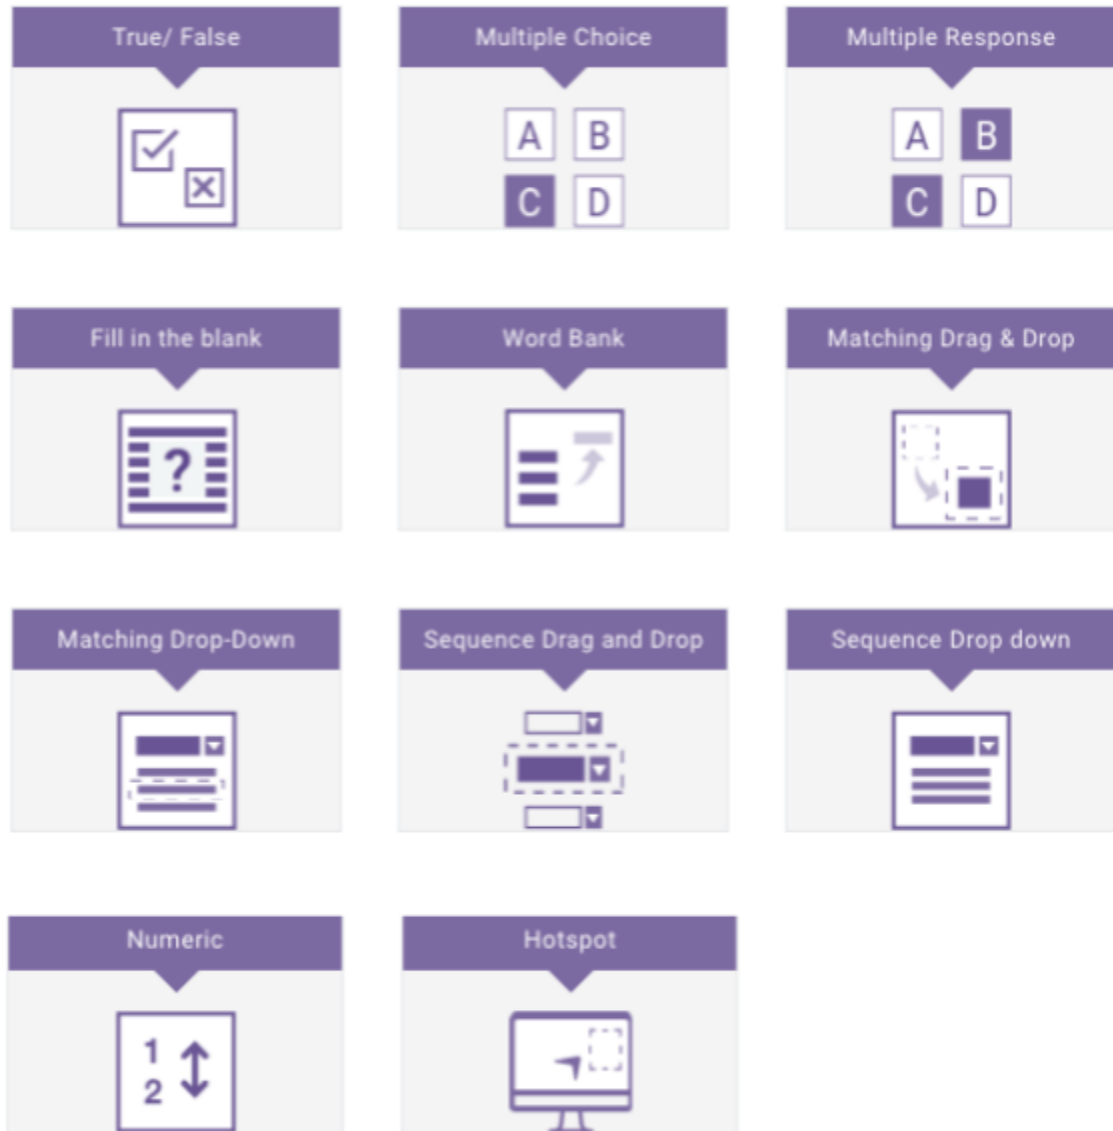 True/ False
Multiple Choice
Multiple Response
A B
C D
A B
C D
Fill in the blank
Word Bank
Matching Drag & Drop
?
Matching Drop-Down
Sequence Drag and Drop
Sequence Drop down
Numeric
Hotspot
1
2